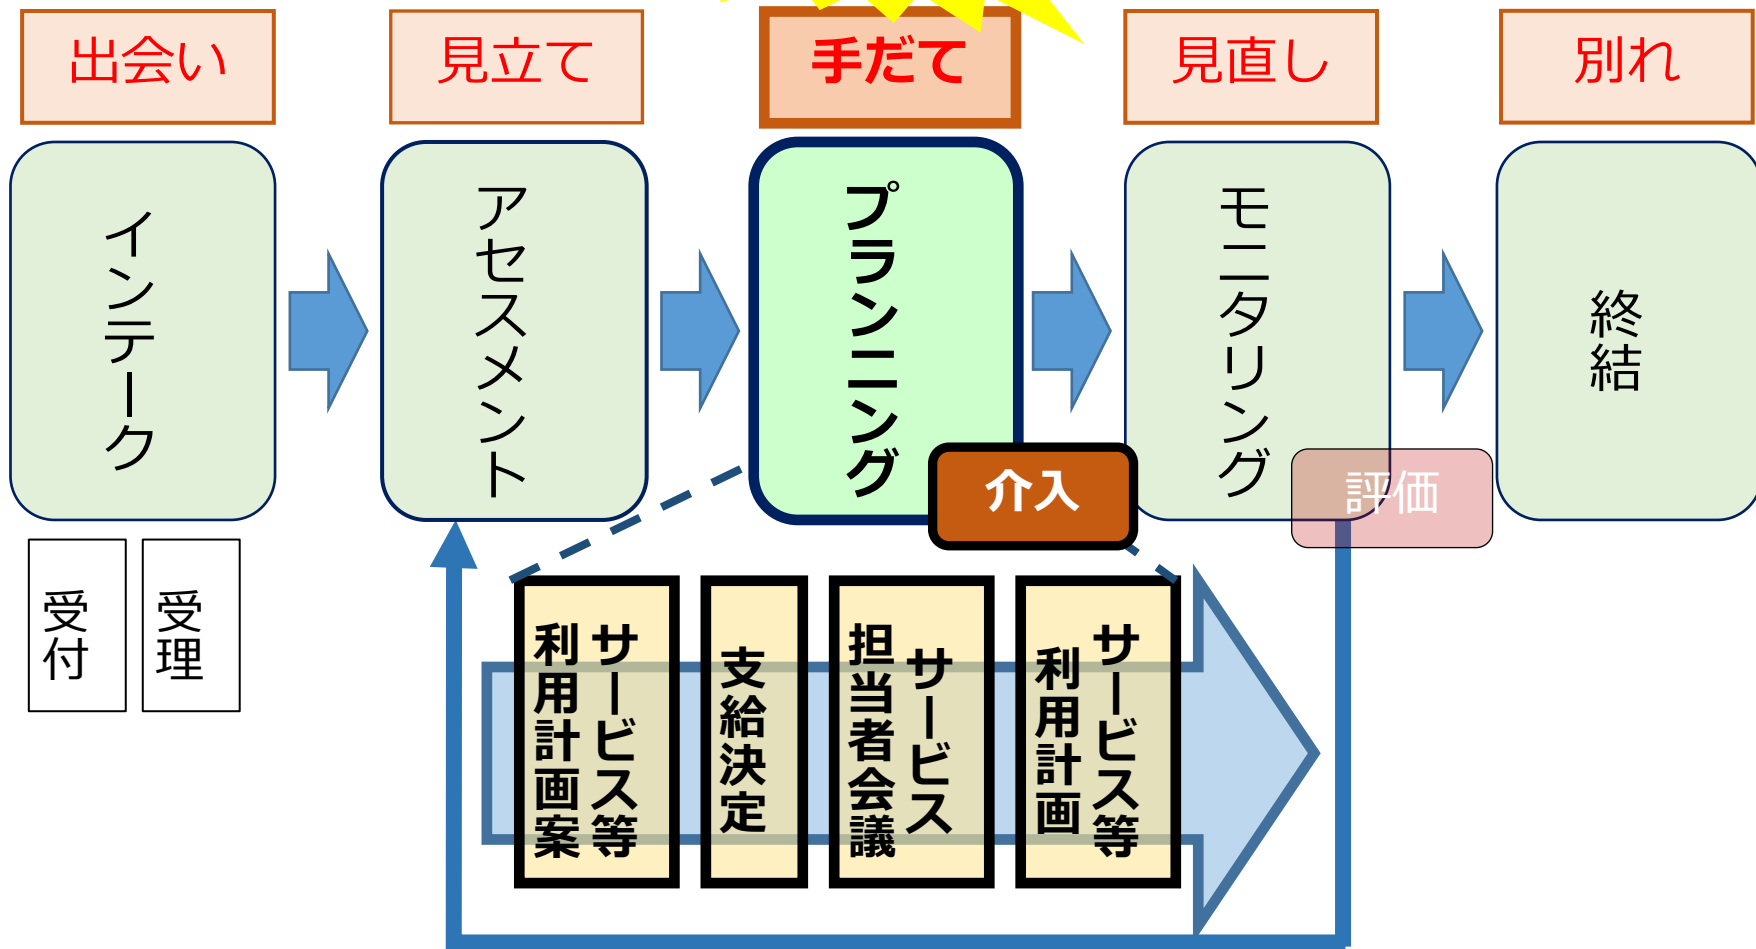 出会い
見立て
手だて
見直し
別れ
インテーク
アセスメント
プランニング
モニタリング
終結
介入
評価
受付
受理
サービス等
利用計画案
支給決定
サービス
担当者会議
サービス等
利用計画